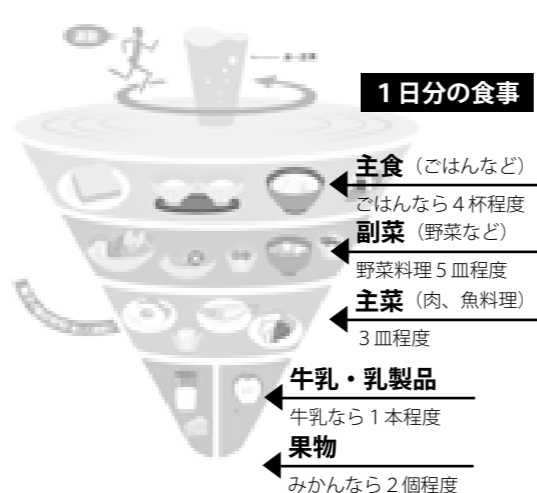 1日分の食事
主食（ごはんなど）
ごはんなら4杯程度
副菜（野菜など）
野菜料理5皿程度
主菜（肉、魚料理）
3皿程度
牛乳・乳製品
牛乳なら1本程度
果物
みかんなら2個程度